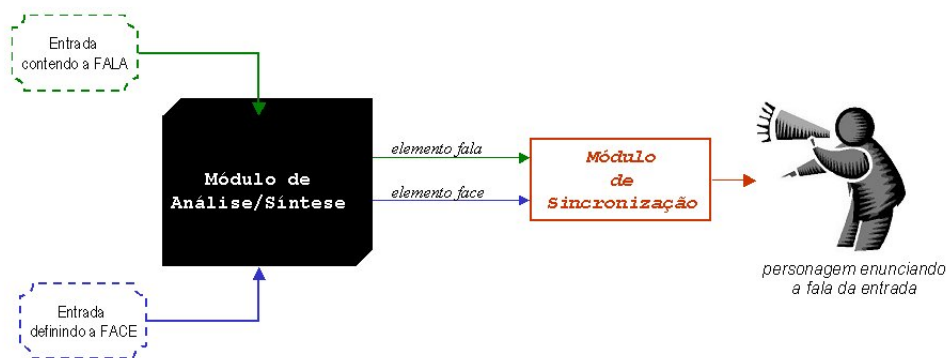 Entrada
contendo a FALA
Módulo de
Análise/Síntese
elemento fala
elemento face
Módulo
de
Sincronização
personagem enunciando
a fala da entrada
Entrada
definindo a FACE